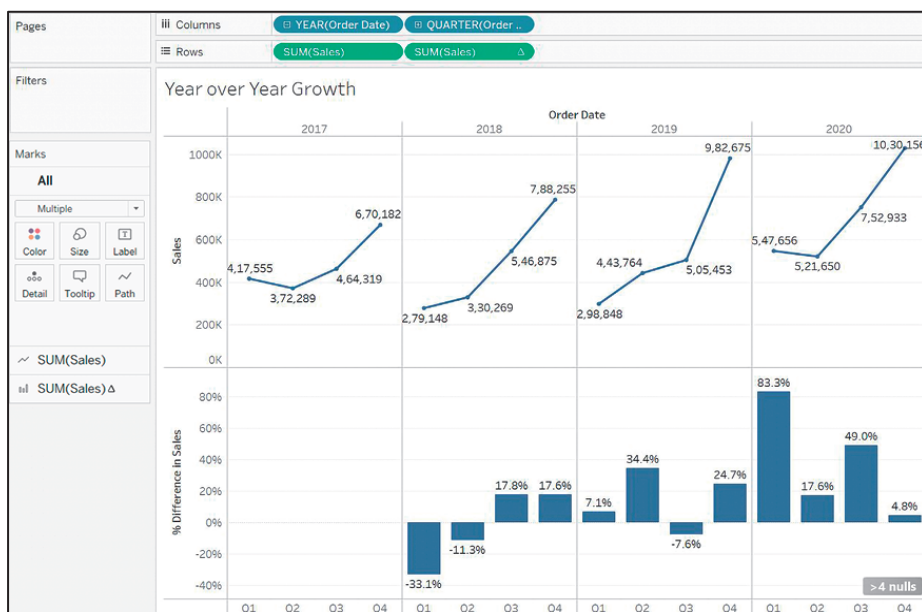 Pages
Columns
YEAR(Order Date)
QUARTER(Order ..
Rows
SUM(Sales)
SUM(Sales) Δ
Filters
Marks
All
Multiple
Color
Size
Label
Detail
Tooltip
Path
SUM(Sales)
SUM(Sales) Δ
Year over Year Growth
Order Date
2017
2018
2019
2020
Sales
1000K
800K
600K
400K
200K
0K
4,17,555
3,72,289
4,64,319
6,70,182
2,79,148
3,30,269
5,46,875
7,88,255
2,98,848
4,43,764
5,05,453
9,82,675
5,47,656
5,21,650
7,52,933
10,30,156
% Difference in Sales
80%
60%
40%
20%
0%
-20%
-40%
-33.1%
-11.3%
17.8%
17.6%
7.1%
34.4%
-7.6%
24.7%
83.3%
17.6%
49.0%
4.8%
>4 nulls
Q1 Q2 Q3 Q4 Q1 Q2 Q3 Q4 Q1 Q2 Q3 Q4 Q1 Q2 Q3 Q4